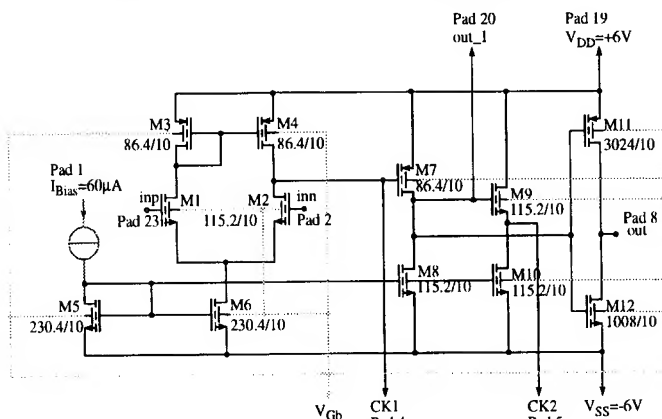 Pad 20
out_1
Pad 19
V_DD=+6V
M3
86.4/10
M4
86.4/10
M11
3024/10
Pad 1
I_Bias=60µA
M7
86.4/10
M9
115.2/10
inp
M1
Pad 23
115.2/10
M2
inn
Pad 2
Pad 8
out
M5
230.4/10
M6
230.4/10
M8
115.2/10
M10
115.2/10
M12
1008/10
V_Gb
CK1
CK2
V_SS=-6V